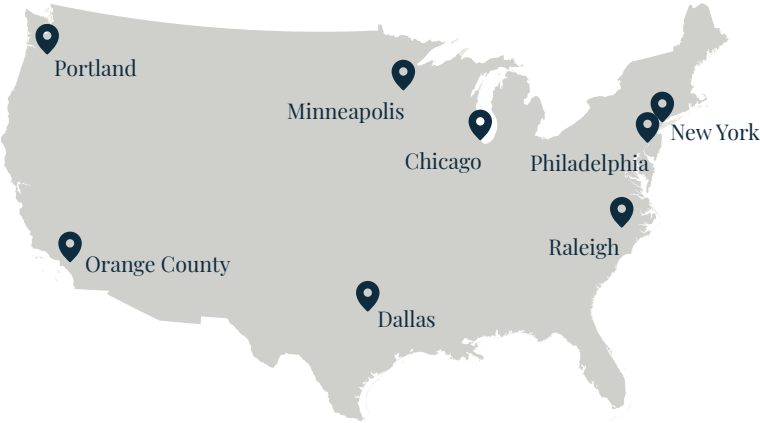 Portland
Minneapolis
New York
Chicago
Philadelphia
Raleigh
Orange County
Dallas